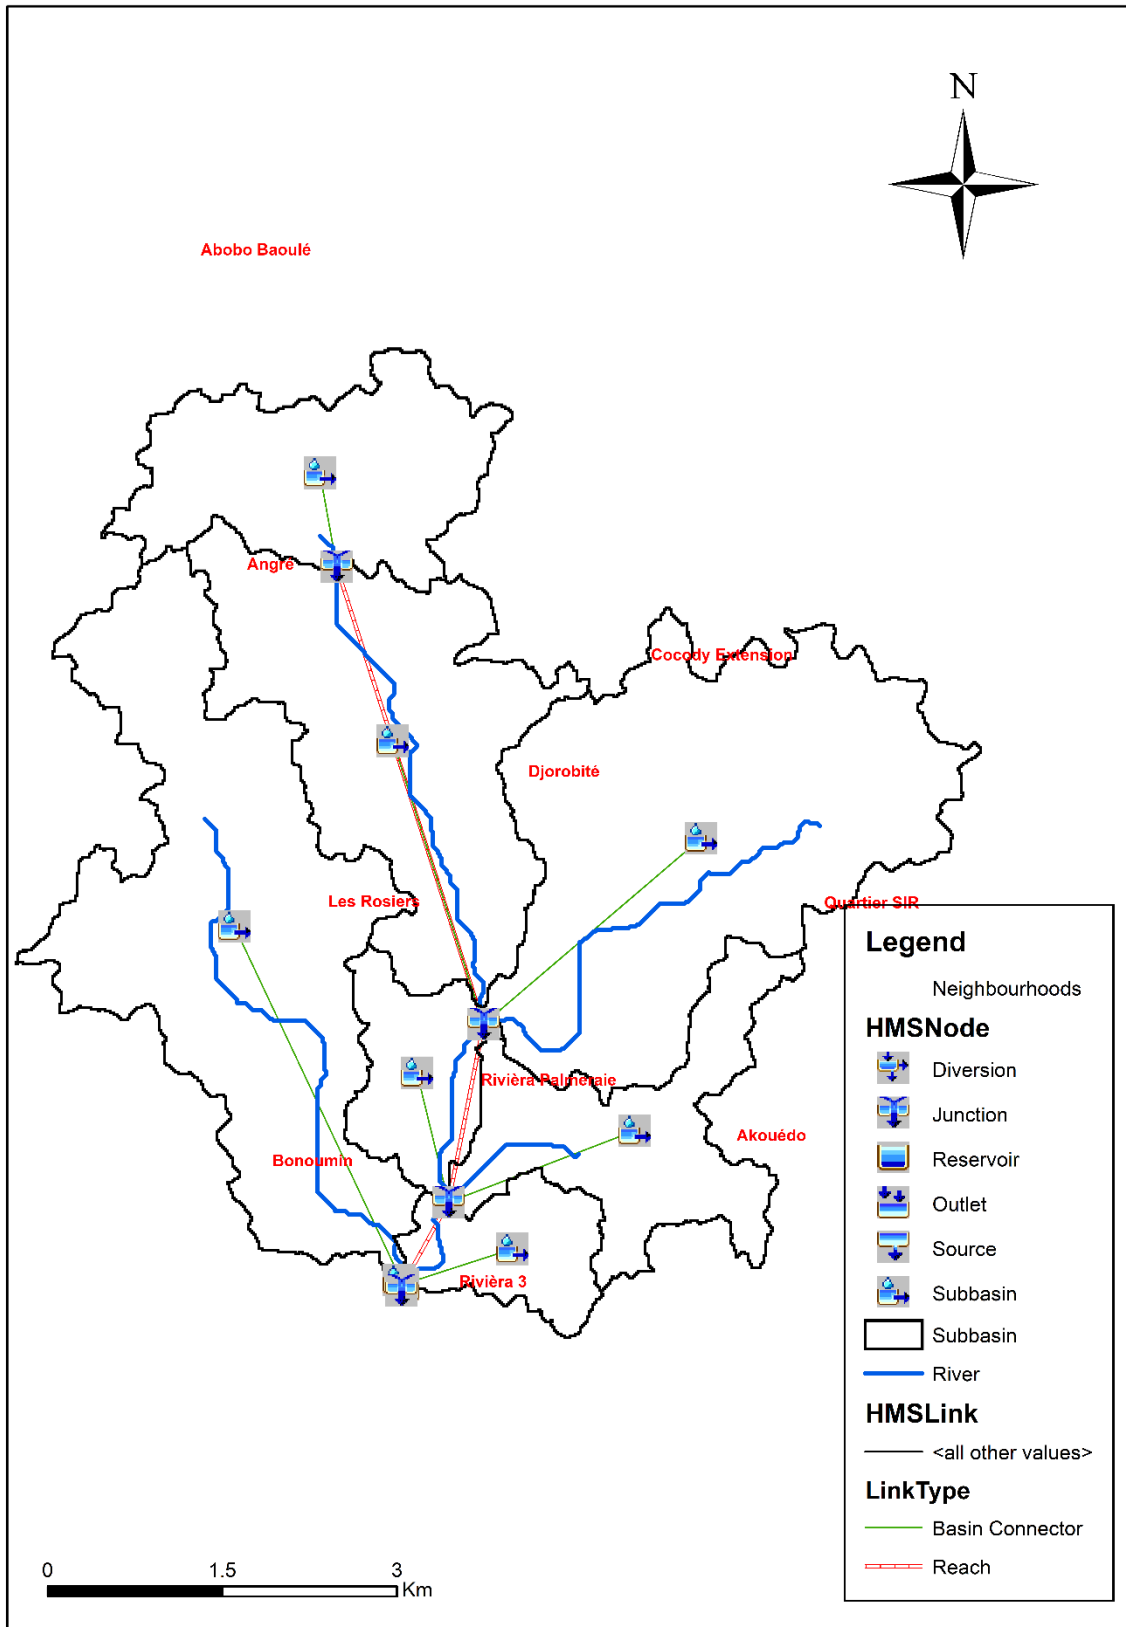 N
Abobo Baoulé
Angré
Cocody Extension
Djorobité
Les Rosiers
Quartier SIR
Rivièra Palmeraie
Akouédo
Bonoumin
Rivièra 3
Legend
Neighbourhoods
HMSNode
Diversion
Junction
Reservoir
Outlet
Source
Subbasin
Subbasin
River
HMSLink
<all other values>
LinkType
Basin Connector
Reach
0 1.5 3
Km